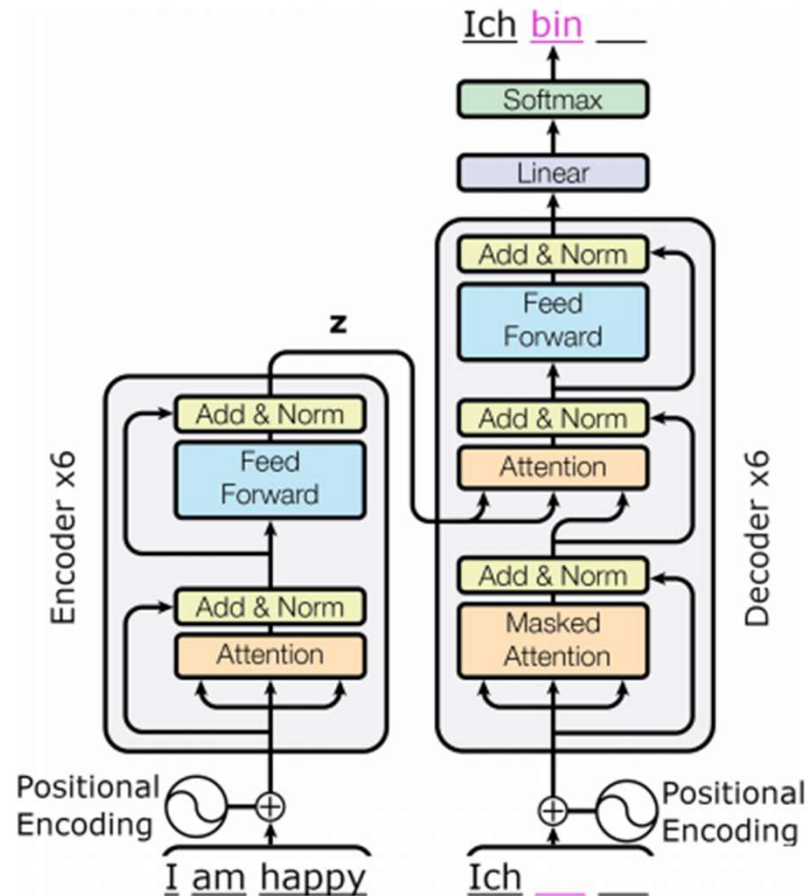 Ich bin
Softmax
Linear
Add & Norm
Feed
Forward
Add & Norm
Attention
Add & Norm
Masked
Attention
Decoder x6
z
Add & Norm
Feed
Forward
Add & Norm
Attention
Encoder x6
Positional
Encoding
Positional
Encoding
I am happy
Ich